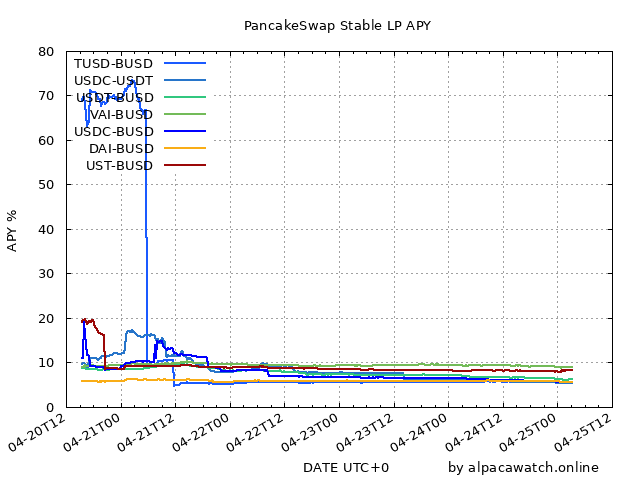 PancakeSwap Stable LP APY
80
70
60
50
40
30
20
10
0
APY %
TUSD-BUSD
USDC-USDT
USDT-BUSD
VAI-BUSD
USDC-BUSD
DAI-BUSD
UST-BUSD
04-20T12
04-21T00
04-21T12
04-22T00
04-22T12
04-23T00
04-23T12
04-24T00
04-24T12
04-25T00
04-25T12
DATE UTC+0
by alpacawatch.online